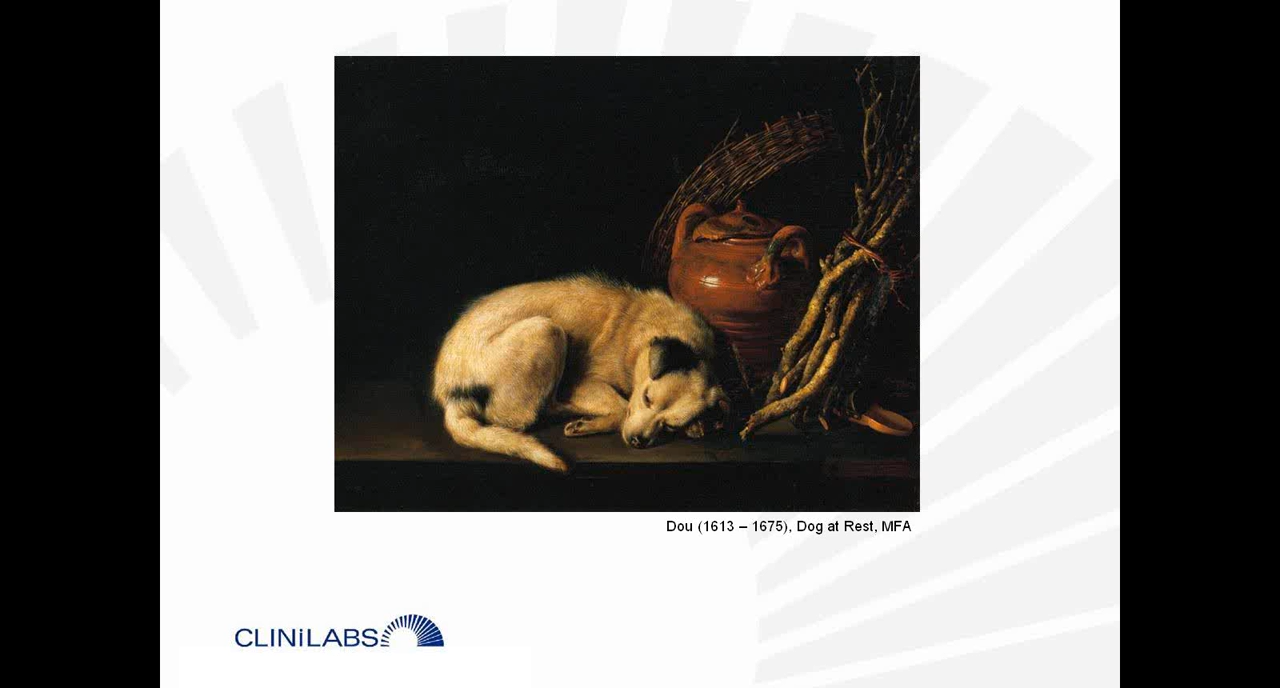 Dou (1613 – 1675), Dog at Rest, MFA
CLINiLABS